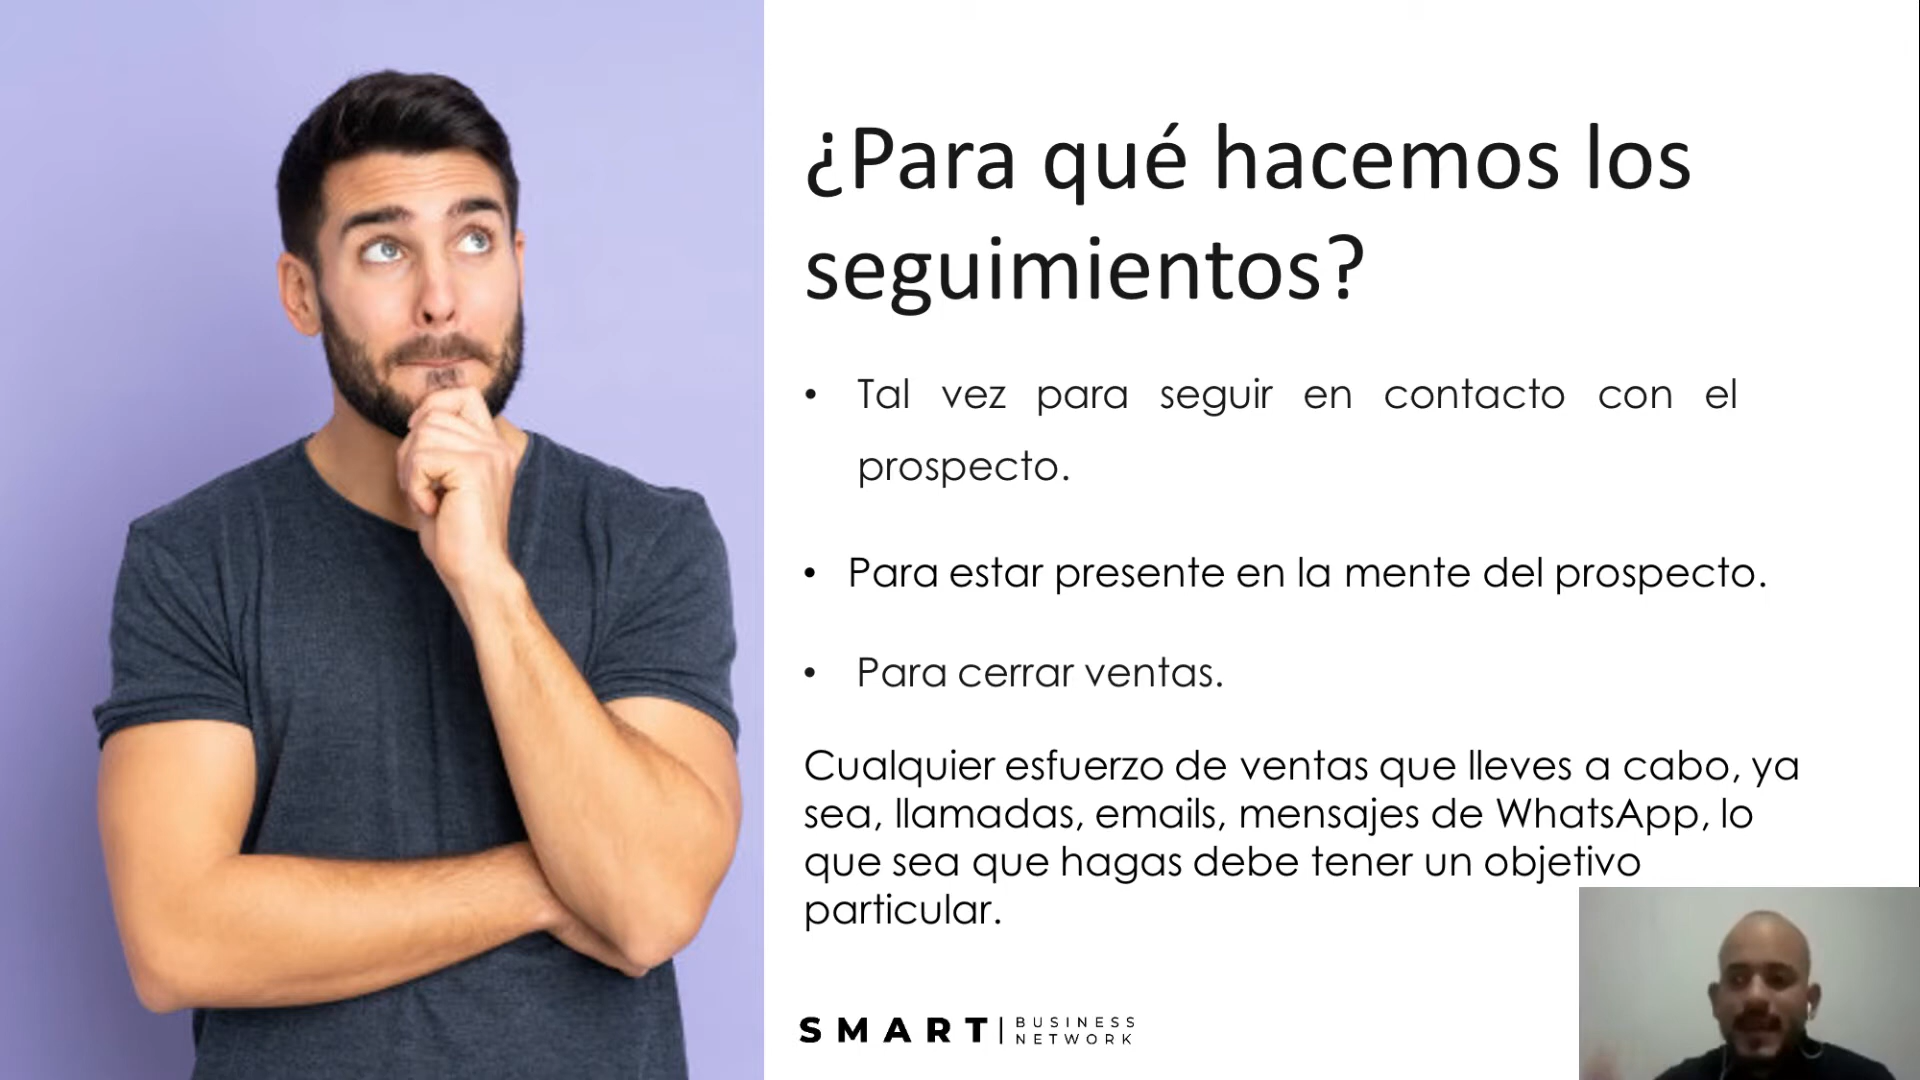 ¿Para qué hacemos los
seguimientos?
• Tal vez para seguir en contacto con el
prospecto.
• Para estar presente en la mente del prospecto.
• Para cerrar ventas.
Cualquier esfuerzo de ventas que lleves a cabo, ya
sea, llamadas, emails, mensajes de WhatsApp, lo
que sea que hagas debe tener un objetivo
particular.
SMART | BUSINESS
NETWORK